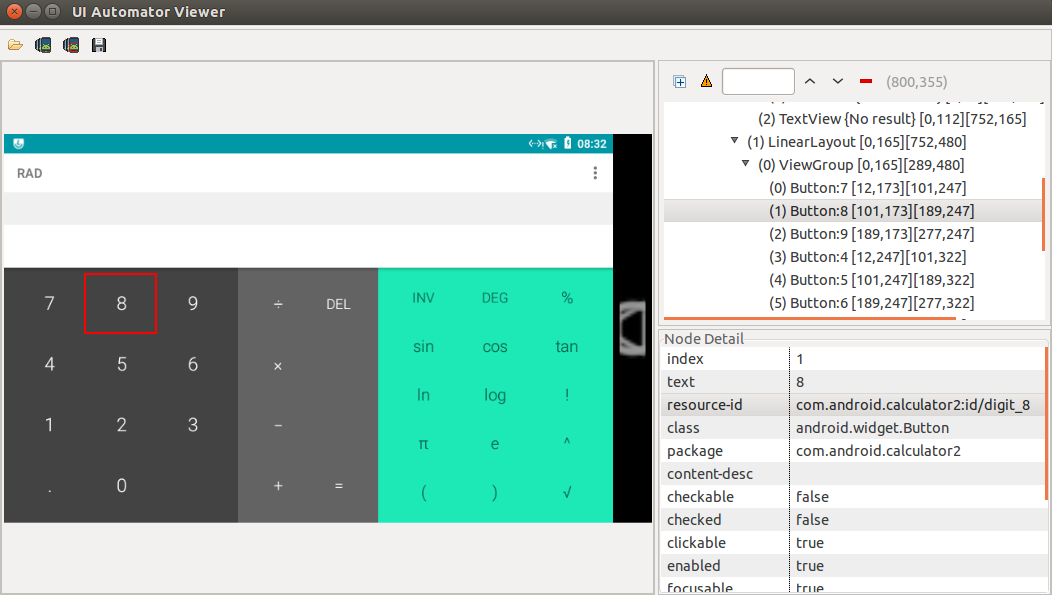 UI Automator Viewer
(800,355)
(2) TextView {No result} [0,112][752,165]
(1) LinearLayout [0,165][752,480]
(0) ViewGroup [0,165][289,480]
(0) Button:7 [12,173][101,247]
(1) Button:8 [101,173][189,247]
(2) Button:9 [189,173][277,247]
(3) Button:4 [12,247][101,322]
(4) Button:5 [101,247][189,322]
(5) Button:6 [189,247][277,322]
08:32
RAD
7 8 9 ÷ DEL INV DEG %
4 5 6 × sin cos tan
1 2 3 − ln log !
π e ^
. 0 + = ( ) √
Node Detail
index 1
text 8
resource-id com.android.calculator2:id/digit_8
class android.widget.Button
package com.android.calculator2
content-desc
checkable false
checked false
clickable true
enabled true
focusable true